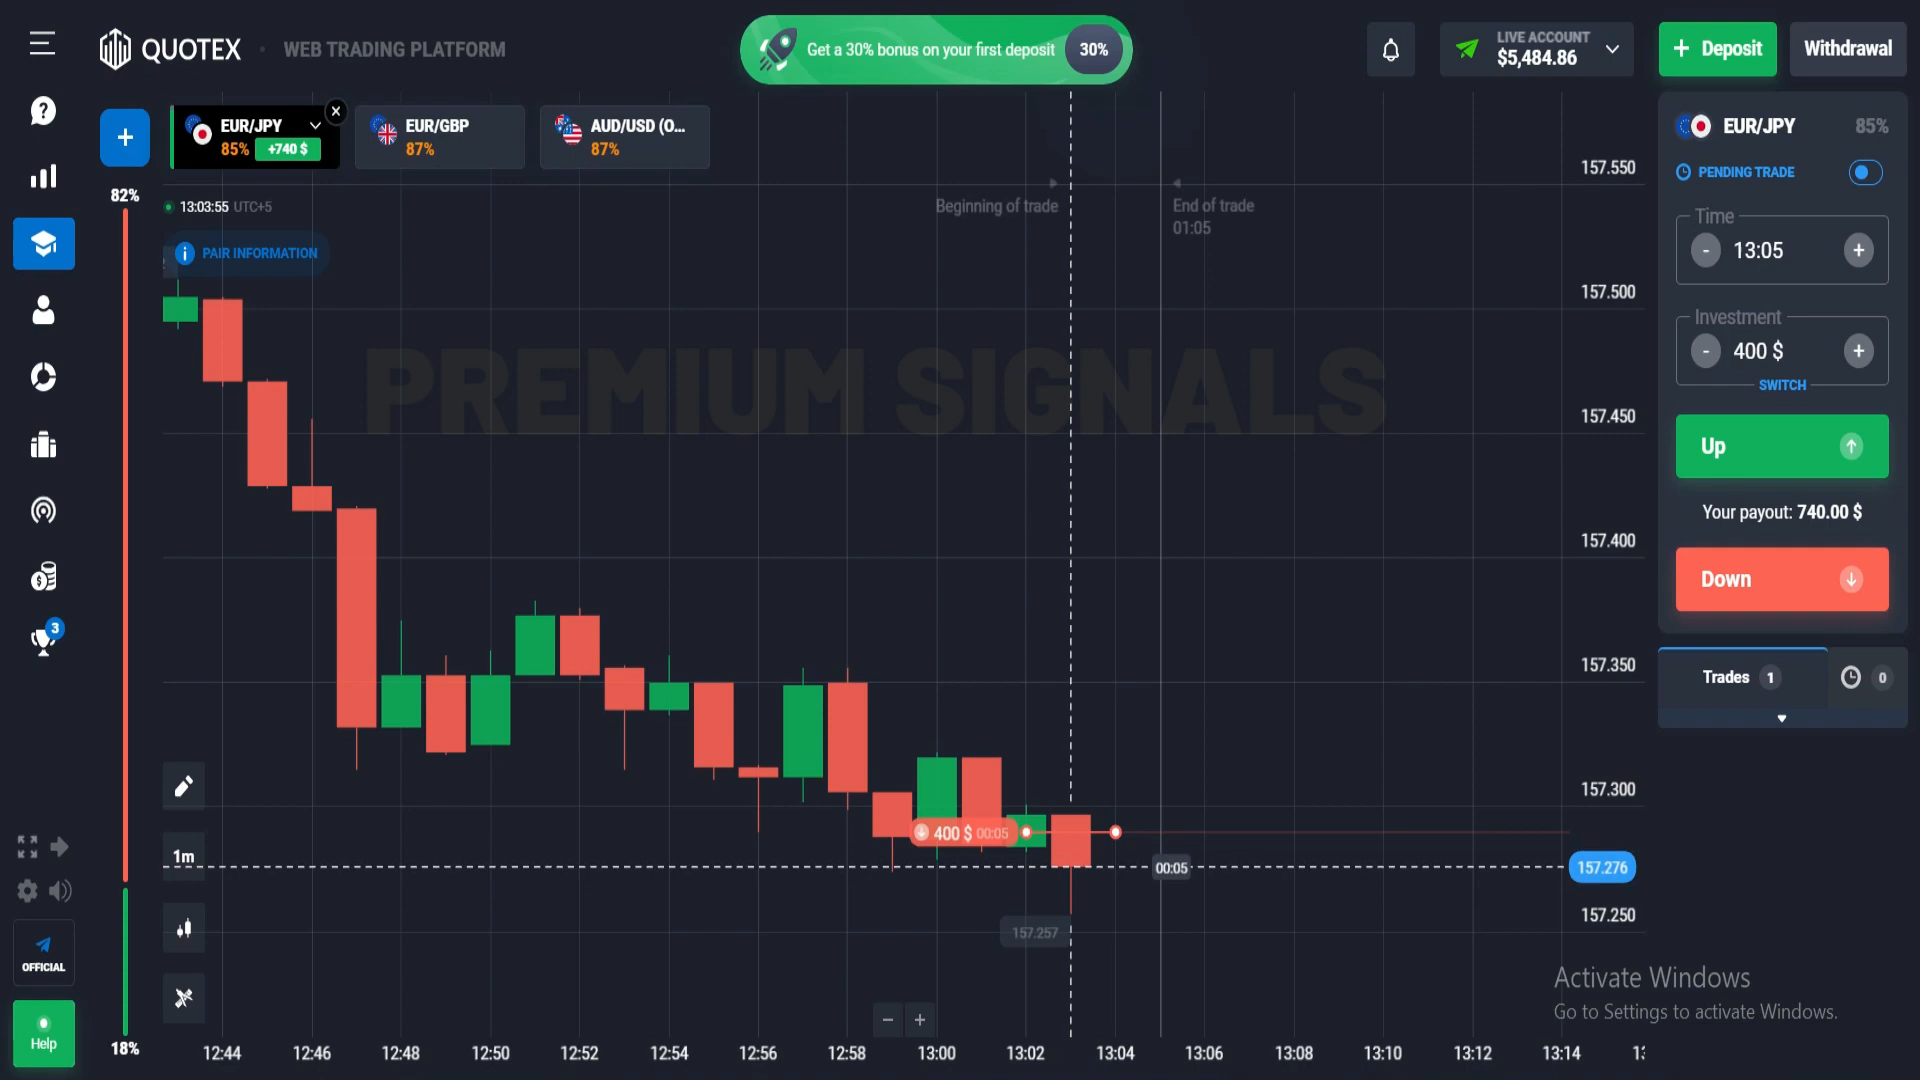 QUOTEX
WEB TRADING PLATFORM
Get a 30% bonus on your first deposit
30%
LIVE ACCOUNT
$5,484.86
+ Deposit
Withdrawal
+
EUR/JPY
85%
+740 $
EUR/GBP
87%
AUD/USD (O...
87%
EUR/JPY
85%
82%
13:03:55 UTC+5
Beginning of trade
End of trade
01:05
PAIR INFORMATION
PENDING TRADE
Time
- 13:05 +
Investment
- 400 $ +
SWITCH
Up
Your payout: 740.00 $
Down
Trades 1
0
PREMIUM SIGNALS
157.550
157.500
157.450
157.400
157.350
157.300
157.250
3
400 $ 00:05
1m
00:05
157.276
157.257
OFFICIAL
Help
18%
− +
12:44
12:46
12:48
12:50
12:52
12:54
12:56
12:58
13:00
13:02
13:04
13:06
13:08
13:10
13:12
13:14
Activate Windows
Go to Settings to activate Windows.